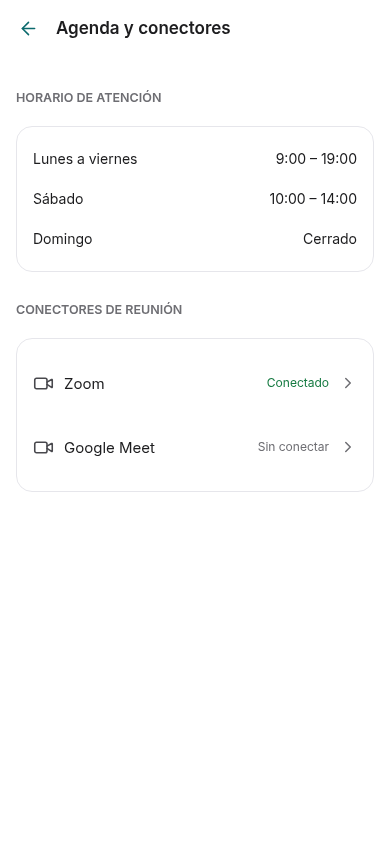 Agenda y conectores
HORARIO DE ATENCIÓN
Lunes a viernes 9:00 – 19:00
Sábado 10:00 – 14:00
Domingo Cerrado
CONECTORES DE REUNIÓN
Zoom Conectado
Google Meet Sin conectar